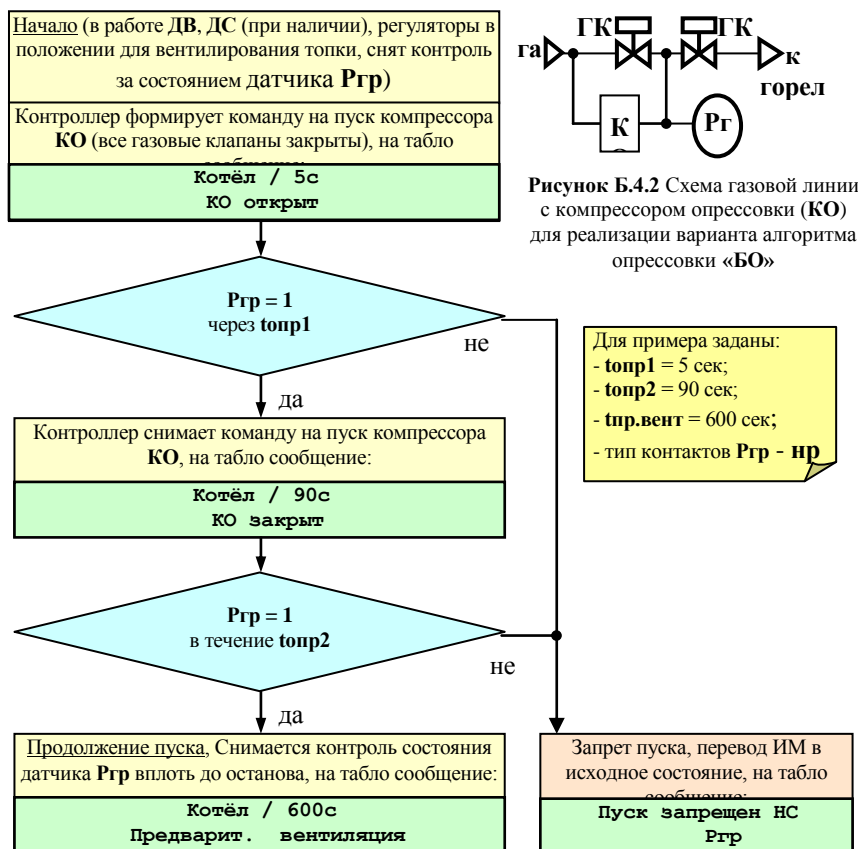 Начало (в работе ДВ, ДС (при наличии), регуляторы в
положении для вентилирования топки, снят контроль
за состоянием датчика Ргр)
Контроллер формирует команду на пуск компрессора
КО (все газовые клапаны закрыты), на табло
Котёл / 5с
КО открыт
Ргр = 1
через tопр1
не
да
Контроллер снимает команду на пуск компрессора
КО, на табло сообщение:
Котёл / 90с
КО закрыт
Ргр = 1
в течение tопр2
не
да
Продолжение пуска, Снимается контроль состояния
датчика Ргр вплоть до останова, на табло сообщение:
Котёл / 600с
Предварит. вентиляция
Запрет пуска, перевод ИМ в
исходное состояние, на табло
Пуск запрещен НС
Ргр
ГК
ГК
га
к
горел
К
Рг
Рисунок Б.4.2 Схема газовой линии
с компрессором опрессовки (КО)
для реализации варианта алгоритма
опрессовки «БО»
Для примера заданы:
- tопр1 = 5 сек;
- tопр2 = 90 сек;
- tпр.вент = 600 сек;
- тип контактов Ргр - нр